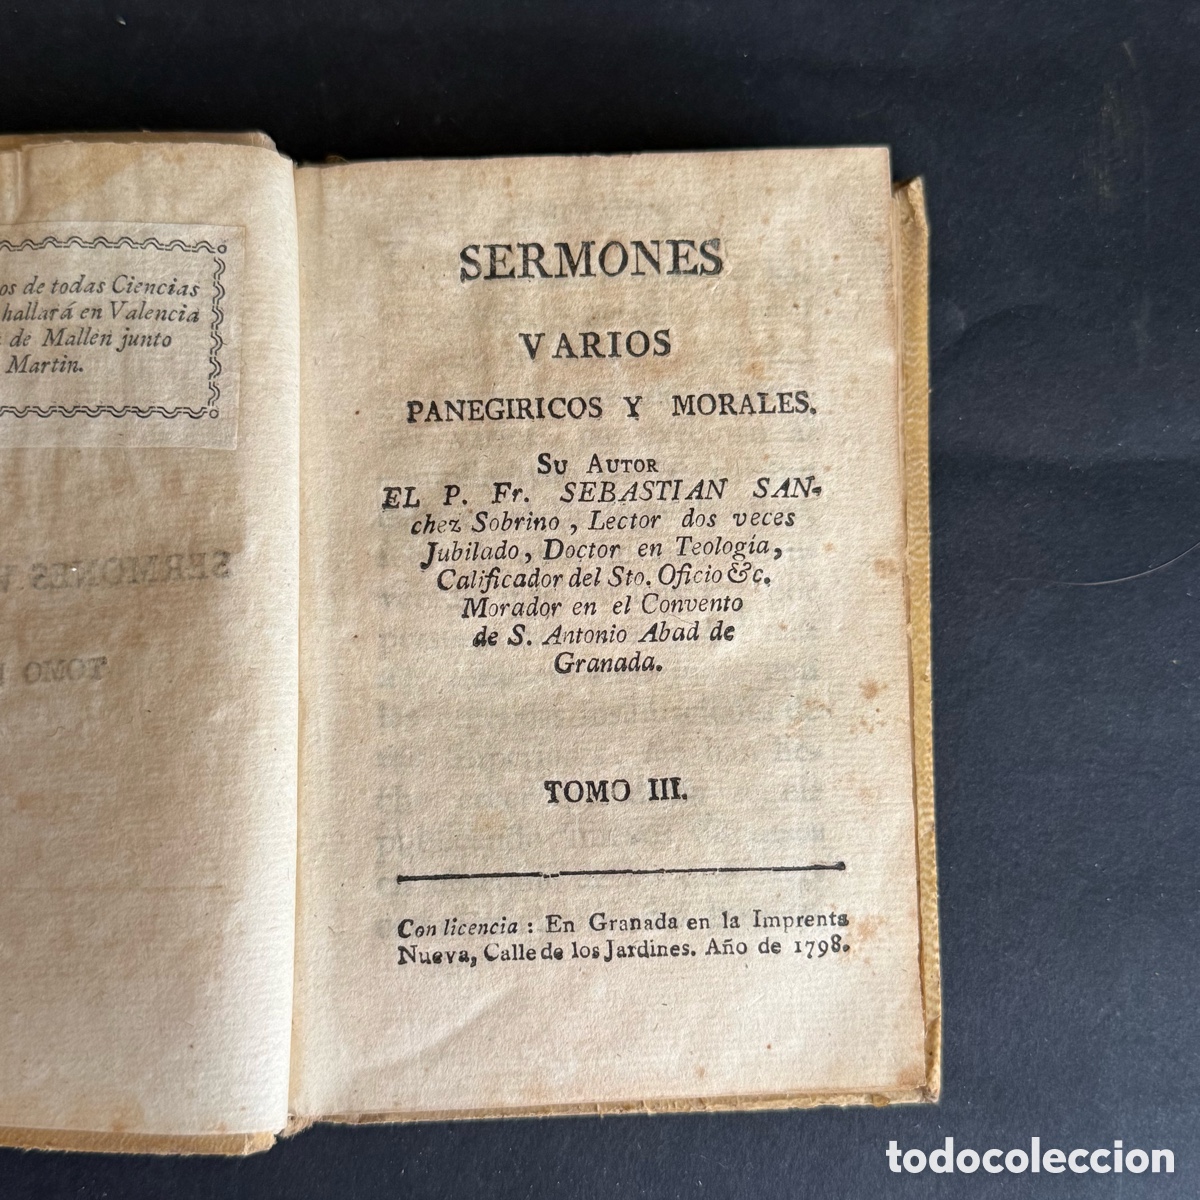 os de todas Ciencias
hallará en Valencia
de Mallen junto
Martin.
SERMONES
VARIOS
PANEGIRICOS Y MORALES.
Su Autor
EL P. Fr. SEBASTIAN SAN-
chez Sobrino, Lector dos veces
Jubilado, Doctor en Teología,
Calificador del Sto. Oficio &c.
Morador en el Convento
de S. Antonio Abad de
Granada.
TOMO III.
Con licencia: En Granada en la Imprenta
Nueva, Calle de los Jardines. Año de 1798.
todocoleccion